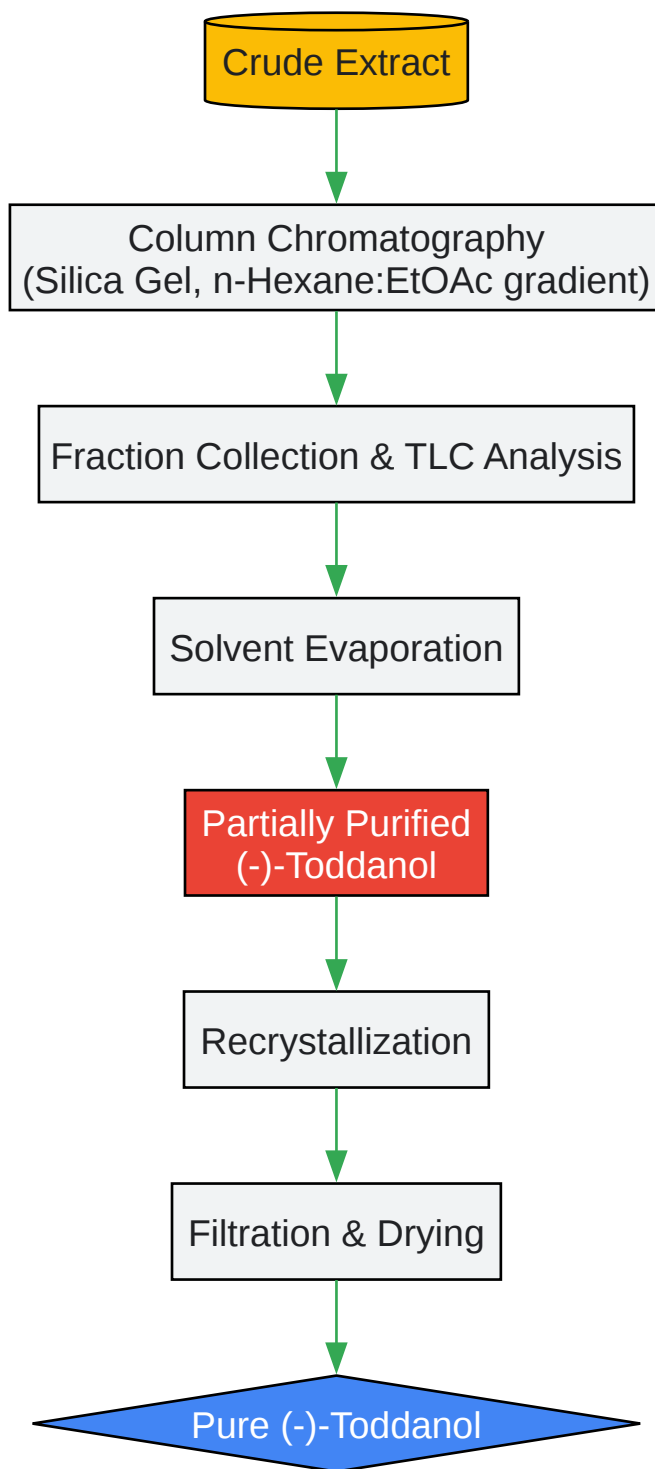 Crude Extract
Column Chromatography
(Silica Gel, n-Hexane:EtOAc gradient)
Fraction Collection & TLC Analysis
Solvent Evaporation
Partially Purified
(-)-Toddanol
Recrystallization
Filtration & Drying
Pure (-)-Toddanol